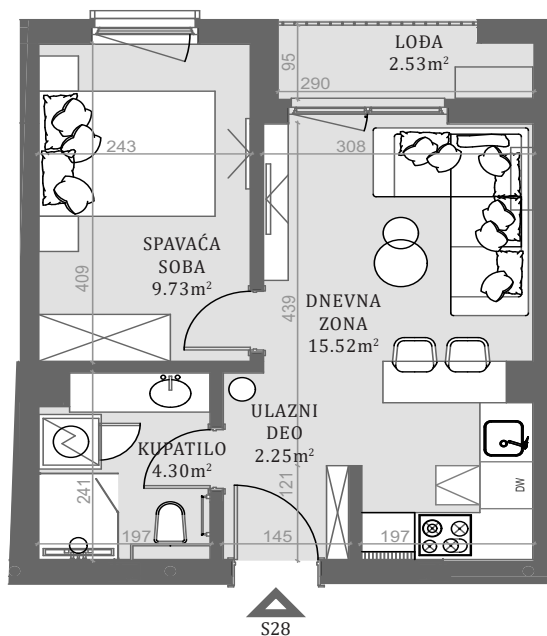 LOĐA
2.53m²
95
290
243
308
SPAVAĆA
SOBA
9.73m²
409
439
DNEVNA
ZONA
15.52m²
ULAZNI
DEO
2.25m²
KUPATILO
4.30m²
241
121
DW
197
145
197
S28